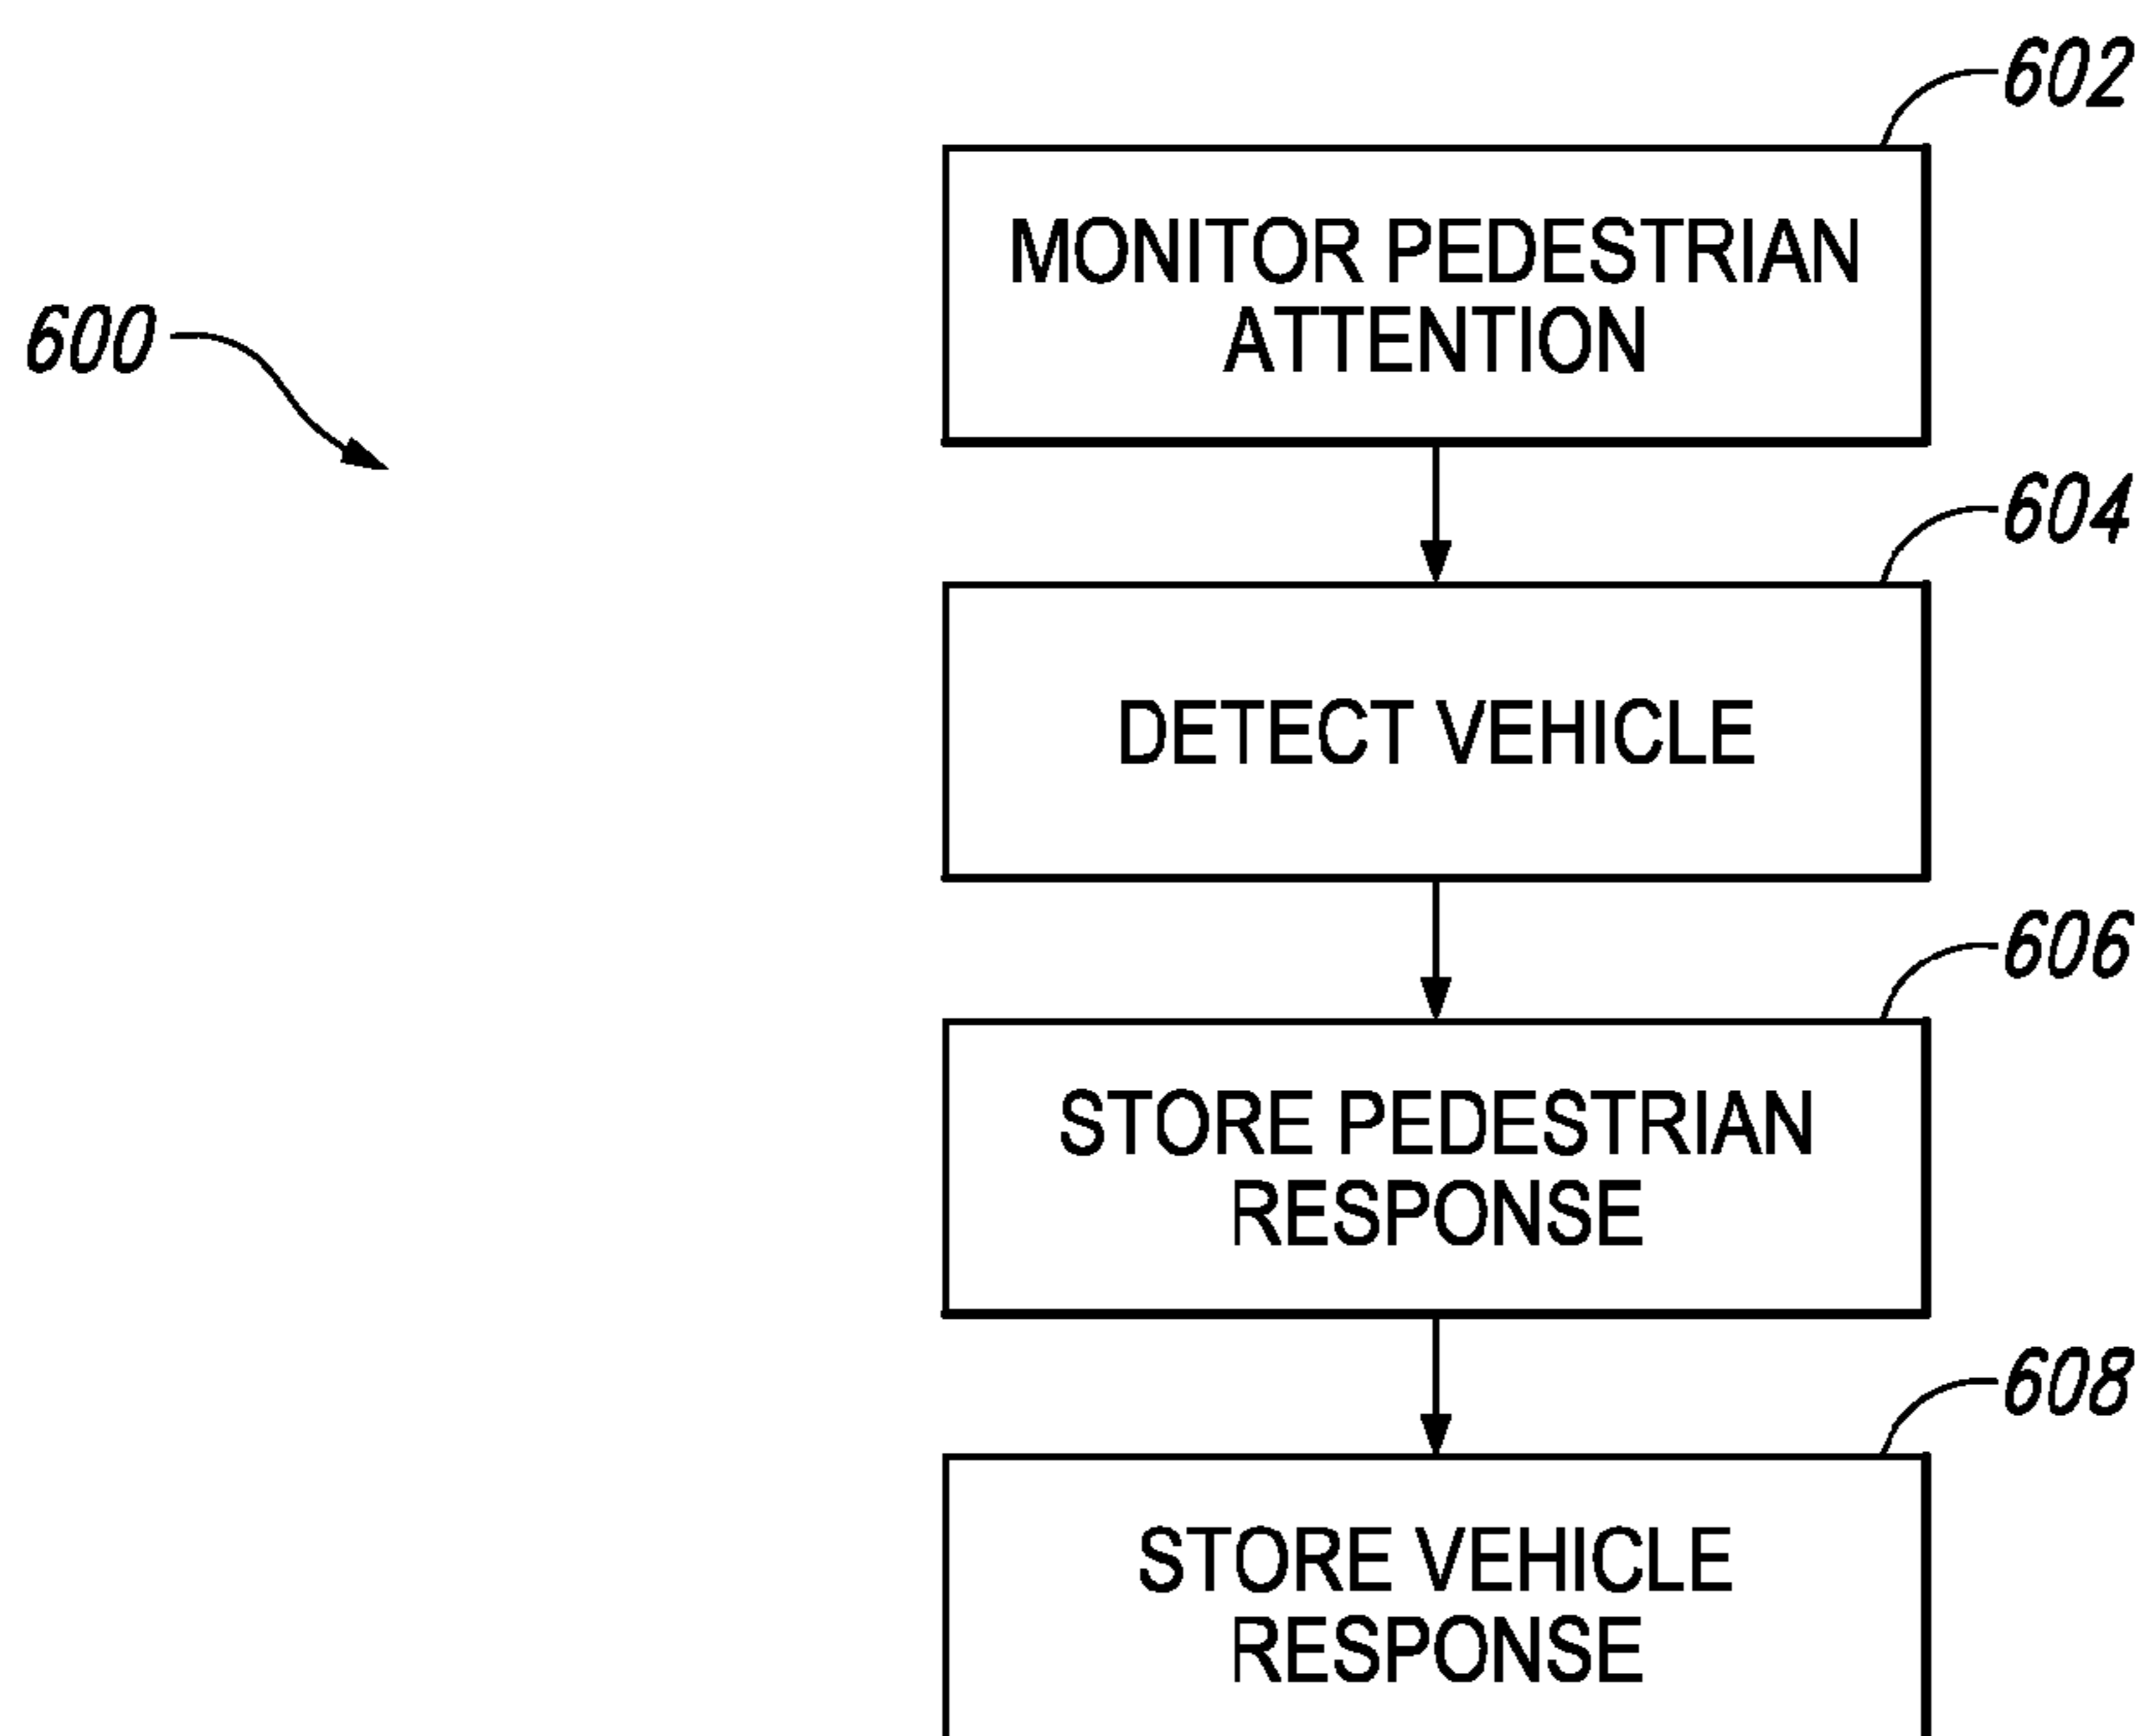 602
MONITOR PEDESTRIAN
ATTENTION
600
604
DETECT VEHICLE
606
STORE PEDESTRIAN
RESPONSE
608
STORE VEHICLE
RESPONSE